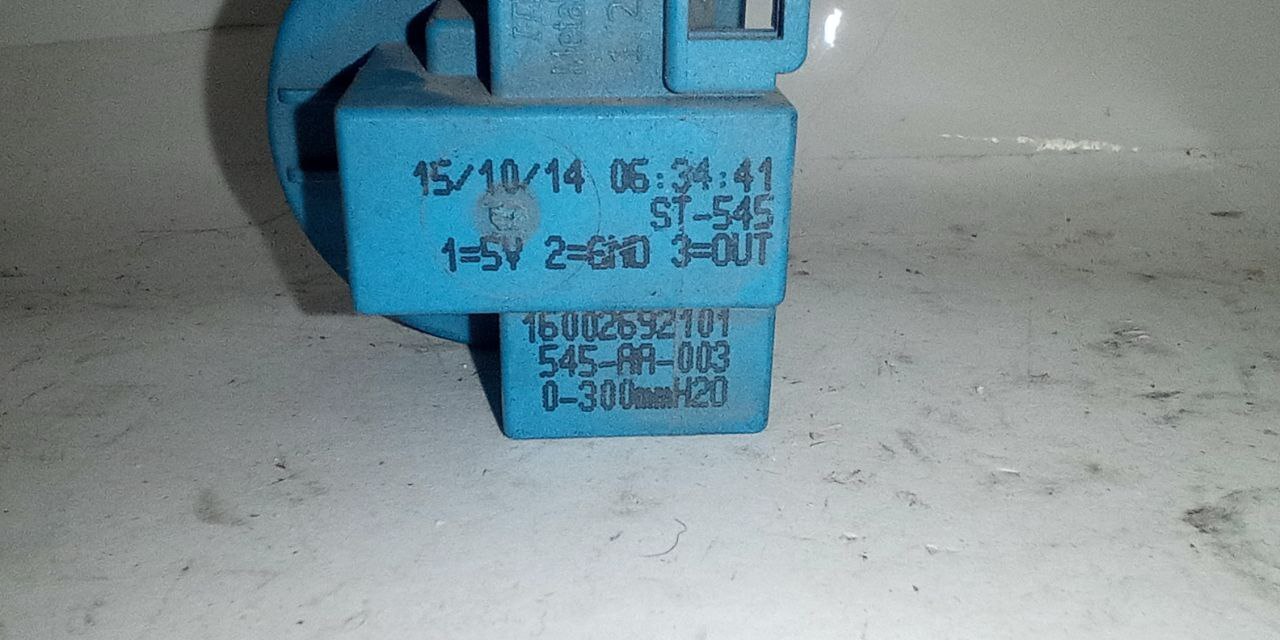 15/10/14 06:34:41
ST-545
1=5V 2=GND 3=OUT
16002692101
545-AA-003
0-300mmH2O